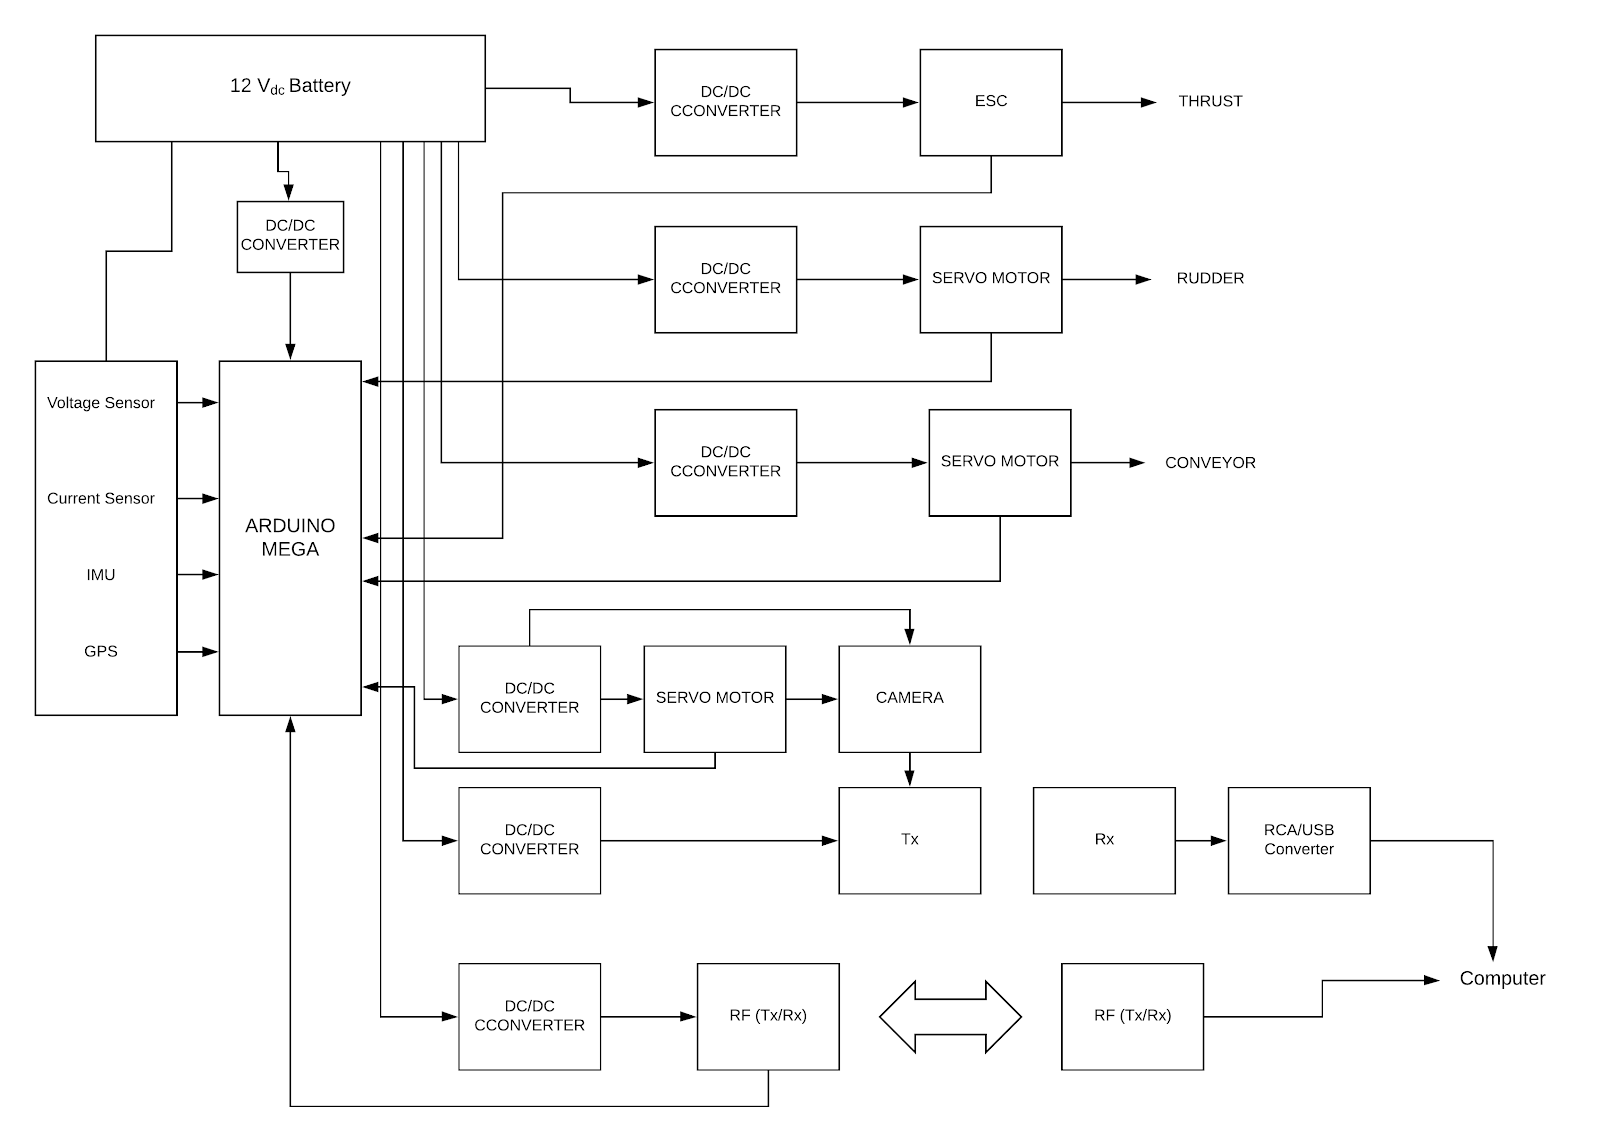 12 Vdc Battery
DC/DC
CCONVERTER
ESC
THRUST
DC/DC
CONVERTER
DC/DC
CCONVERTER
SERVO MOTOR
RUDDER
Voltage Sensor
Current Sensor
IMU
GPS
ARDUINO
MEGA
DC/DC
CCONVERTER
SERVO MOTOR
CONVEYOR
DC/DC
CONVERTER
SERVO MOTOR
CAMERA
DC/DC
CONVERTER
Tx
Rx
RCA/USB
Converter
DC/DC
CCONVERTER
RF (Tx/Rx)
RF (Tx/Rx)
Computer